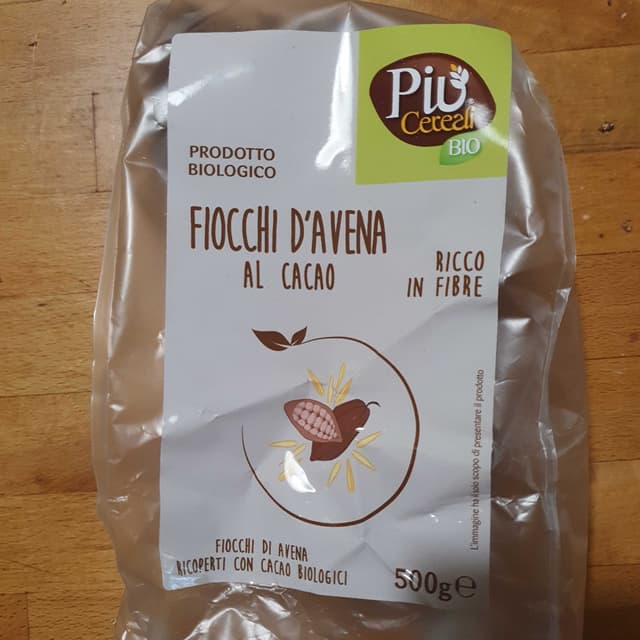 Più
Cereali
BIO
PRODOTTO
BIOLOGICO
FIOCCHI D'AVENA
AL CACAO
RICCO
IN FIBRE
L'immagine ha il solo scopo di presentare il prodotto
FIOCCHI DI AVENA
RICOPERTI CON CACAO BIOLOGICI
500g e